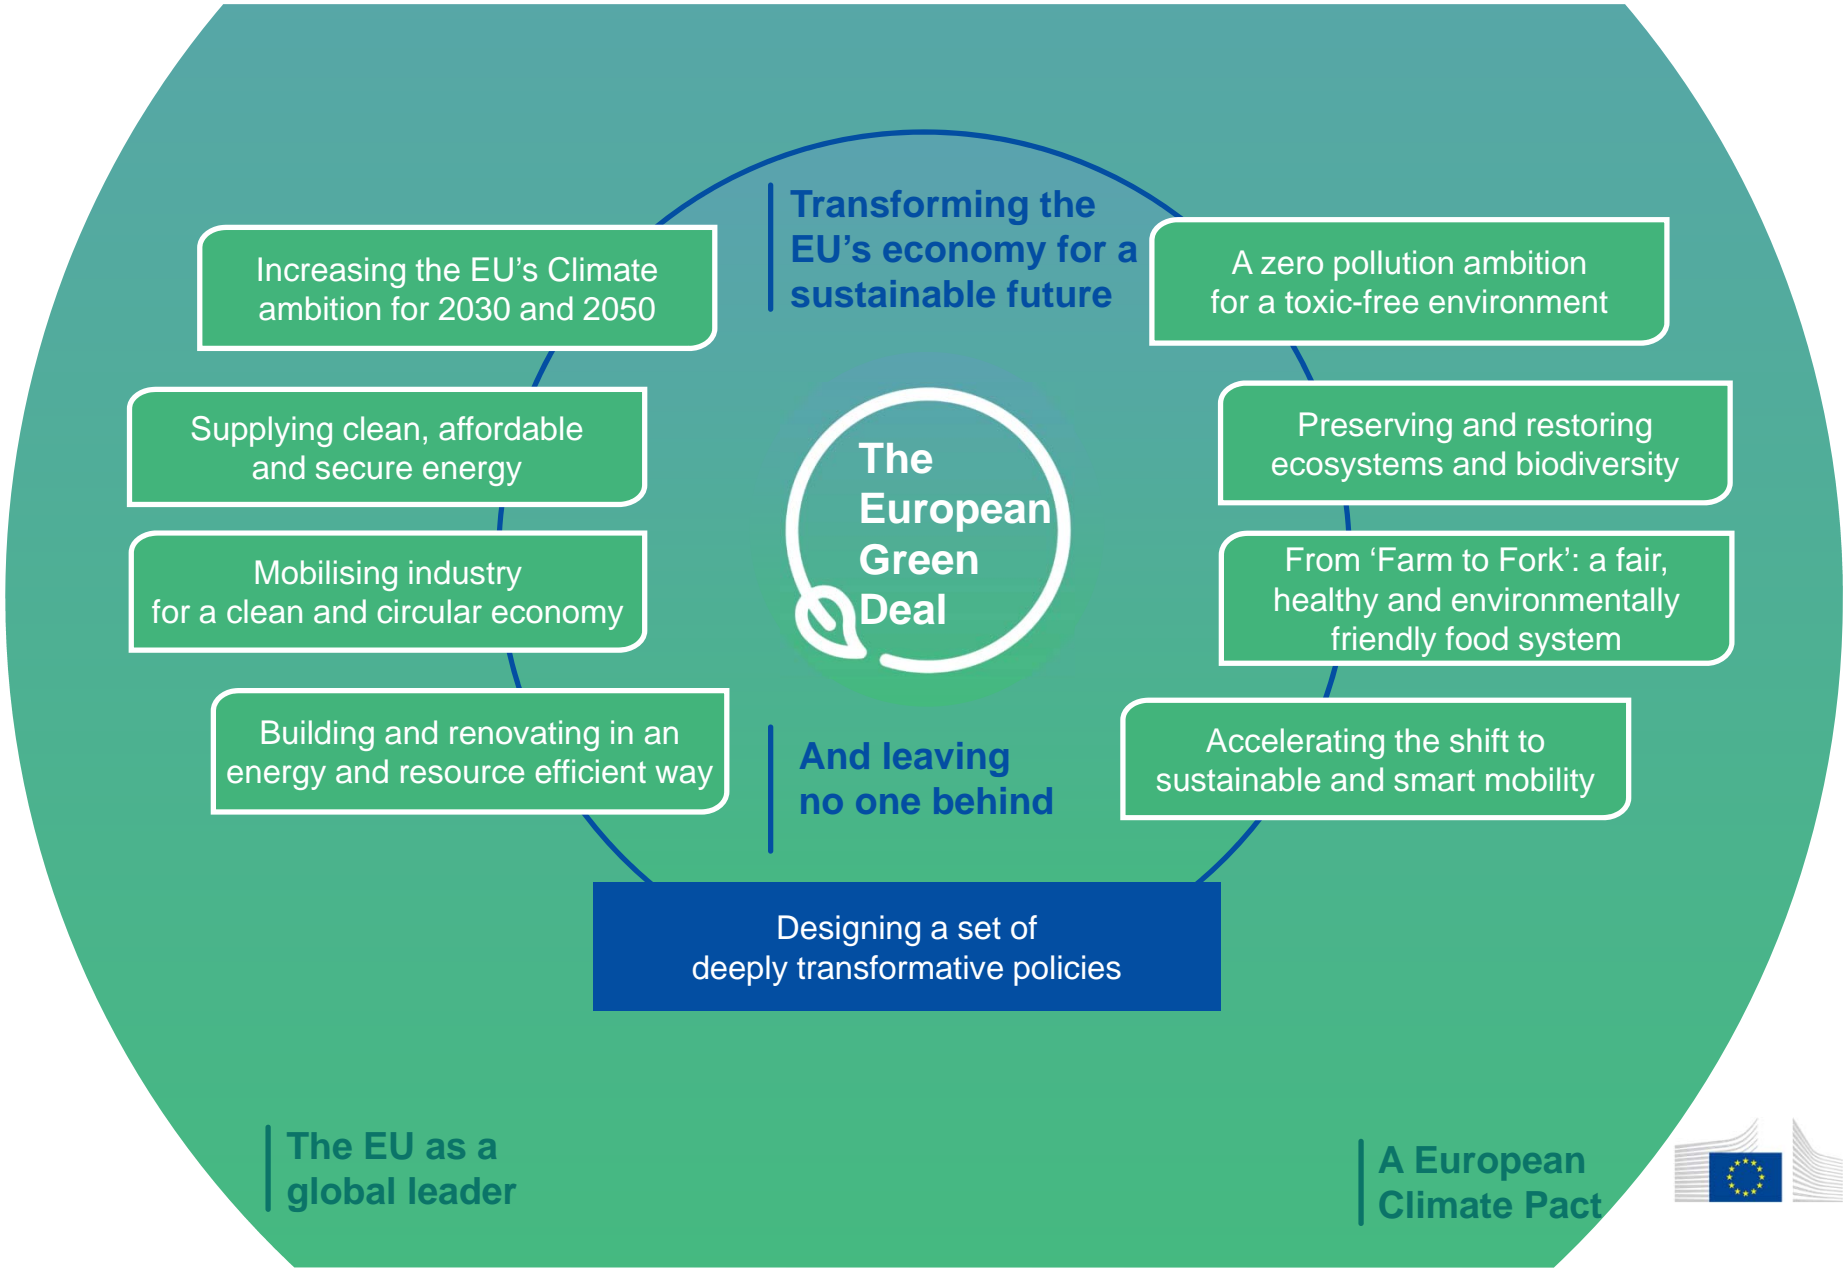 Transforming the
EU’s economy for a
sustainable future
Increasing the EU’s Climate
ambition for 2030 and 2050
Supplying clean, affordable
and secure energy
Mobilising industry
for a clean and circular economy
Building and renovating in an
energy and resource efficient way
The
European
Green
Deal
A zero pollution ambition
for a toxic-free environment
Preserving and restoring
ecosystems and biodiversity
From ‘Farm to Fork’: a fair,
healthy and environmentally
friendly food system
Accelerating the shift to
sustainable and smart mobility
And leaving
no one behind
Designing a set of
deeply transformative policies
The EU as a
global leader
A European
Climate Pact